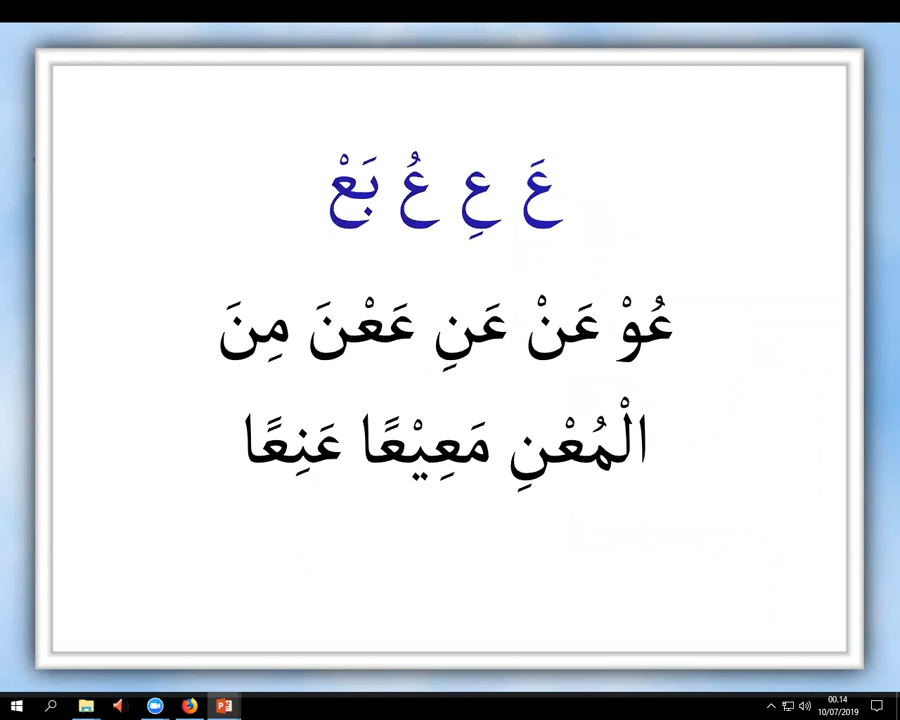 عَ عِ عُ بَعْ
عُوْ عَنْ عَنِ عَعْنَ مِنَ
الْمُعْنِ مَعِيْعًا عَنِعًا
00.14
10/07/2019